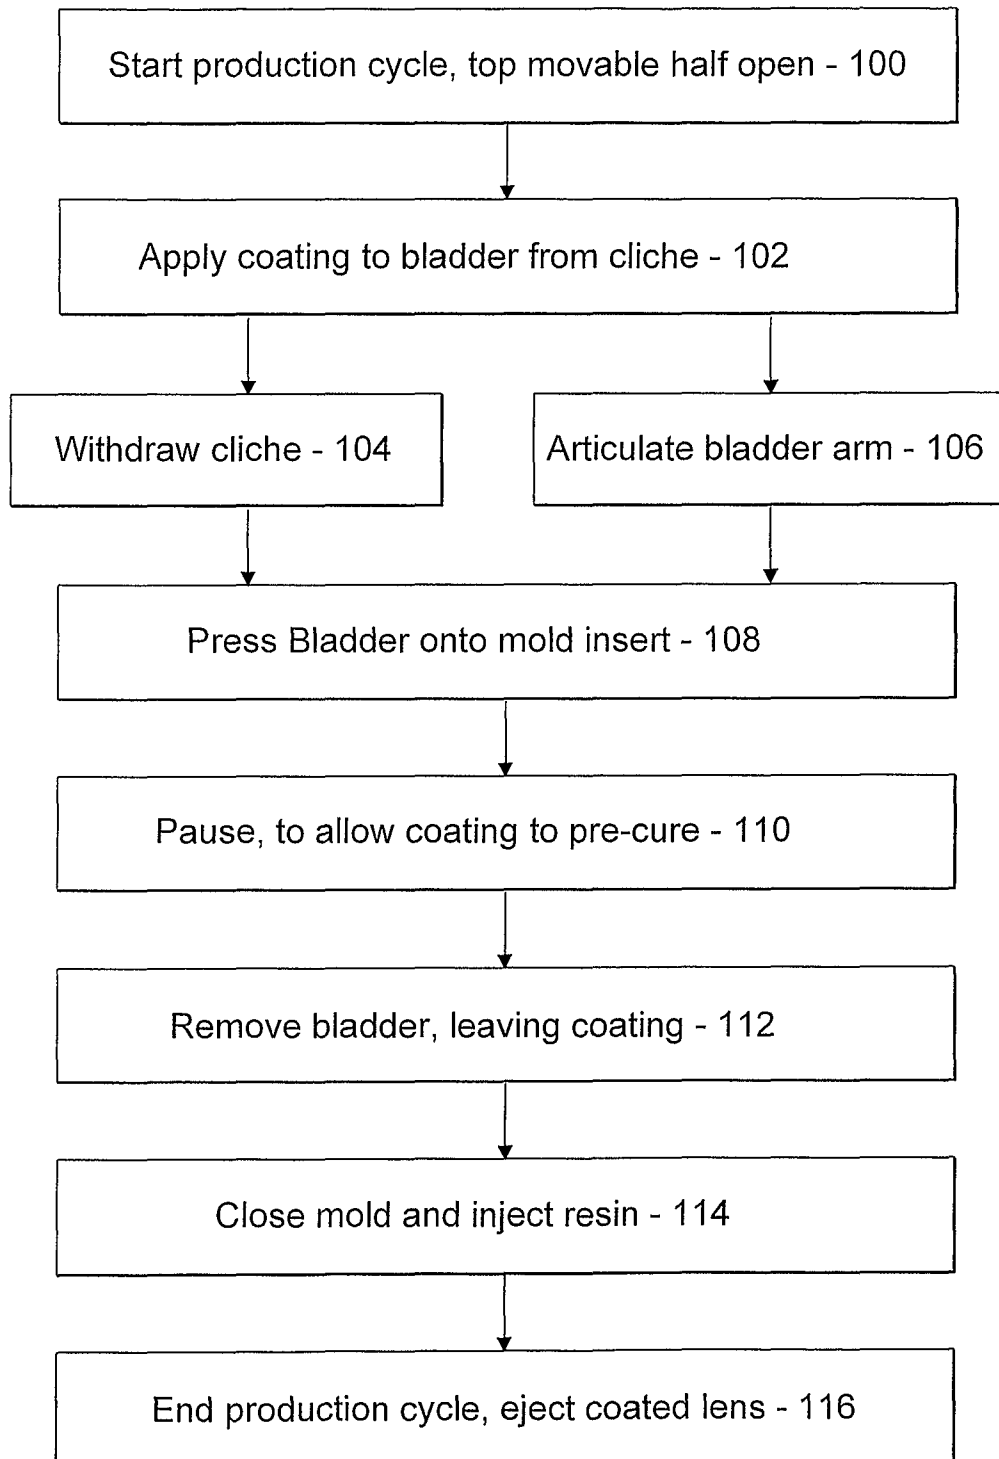 Start production cycle, top movable half open - 100
Apply coating to bladder from cliche - 102
Withdraw cliche - 104
Articulate bladder arm - 106
Press Bladder onto mold insert - 108
Pause, to allow coating to pre-cure - 110
Remove bladder, leaving coating - 112
Close mold and inject resin - 114
End production cycle, eject coated lens - 116